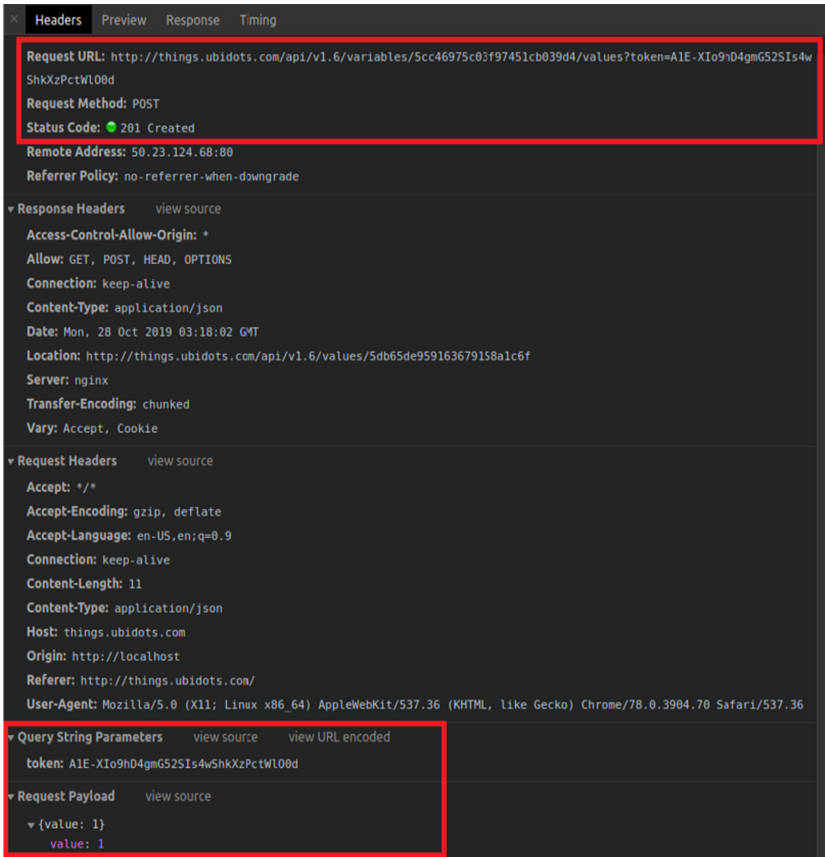 × Headers Preview Response Timing
Request URL: http://things.ubidots.com/api/v1.6/variables/5cc46975c03f97451cb039d4/values?token=A1E-XIo9hD4gmG52SIs4w
ShkXzPctWlO0d
Request Method: POST
Status Code: 201 Created
Remote Address: 50.23.124.68:80
Referrer Policy: no-referrer-when-downgrade
▾ Response Headers view source
Access-Control-Allow-Origin: *
Allow: GET, POST, HEAD, OPTIONS
Connection: keep-alive
Content-Type: application/json
Date: Mon, 28 Oct 2019 03:18:02 GMT
Location: http://things.ubidots.com/api/v1.6/values/5db65de959163679158a1c6f
Server: nginx
Transfer-Encoding: chunked
Vary: Accept, Cookie
▾ Request Headers view source
Accept: */*
Accept-Encoding: gzip, deflate
Accept-Language: en-US,en;q=0.9
Connection: keep-alive
Content-Length: 11
Content-Type: application/json
Host: things.ubidots.com
Origin: http://localhost
Referer: http://things.ubidots.com/
User-Agent: Mozilla/5.0 (X11; Linux x86_64) AppleWebKit/537.36 (KHTML, like Gecko) Chrome/78.0.3904.70 Safari/537.36
▾ Query String Parameters view source view URL encoded
token: A1E-XIo9hD4gmG52SIs4wShkXzPctWlO0d
▾ Request Payload view source
▾ {value: 1}
value: 1